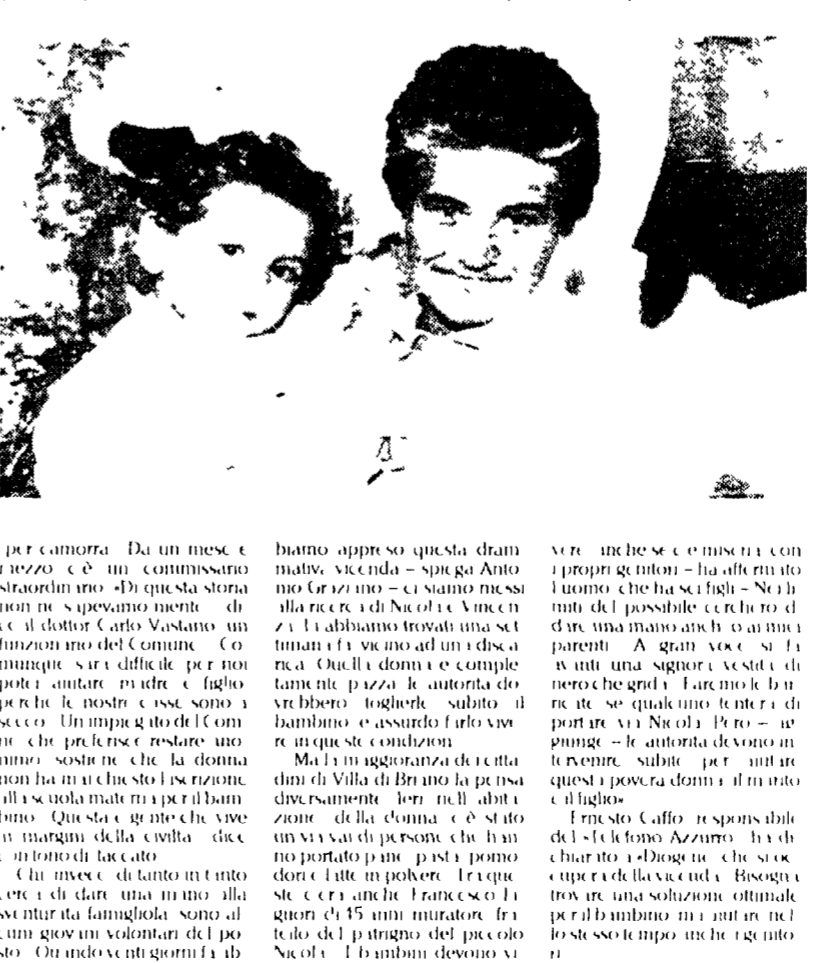 per camorra Da un mese e
mezzo c'è un commissario
straordinario «Di questa storia
non ne sapevamo niente - di-
ce il dottor Carlo Vastano un
funzionario del Comune Co-
munque sarà difficile per noi
poter aiutare madre e figlio
perché le nostre casse sono a
secco Un impiegato del Com
ne che preferisce restare ano-
nimo sostiene che la donna
non ha mai chiesto l iscrizione
alla scuola materna per il bam-
bino Questa è gente che vive
ai margini della civiltà dice
con tono distaccato
Chi invece di tanto in tanto
cerca di dare una mano alla
sventurata famigliola sono al-
cuni giovani volontari del po-
sto Quando venti giorni fa ab-
biamo appreso questa dram-
matica vicenda – spiega Anto-
nio Graziano – ci siamo messi
alla ricerca di Nicola e Vincen-
za Li abbiamo trovati una set-
timana fa vicino ad una disca-
rica Quella donna è comple-
tamente pazza le autorità do-
vrebbero togherle subito il
bambino è assurdo farlo vive-
re in queste condizion
Ma la maggioranza dei citta-
dini di Villa di Briano la pensa
diversamente Ieri nell abita-
zione della donna c'è stato
un via vai di persone che han-
no portato pane pasta pomo-
dori e latte in polvere Tra que-
ste c'era anche Francesco Li-
guori di 45 anni muratore fra-
tello del patrigno del piccolo
Nicola I bambini devono vi-
vere anche se c'è miseria con
i propri genitori – ha affermato
l uomo che ha sei figli – Nei li-
miti del possibile cercherò di
dare una mano anch'io ai miei
parenti A gran voce si fa
avanti una signora vestita di
nero che grida Faremo le bar-
ricate se qualcuno tenterà di
portare via Nicola Però – ag-
giunge – le autorità devono in-
tervenire subito per aiutare
questa povera donna il marito
e il figlio»
Ernesto Caffo responsabile
del «Telefono Azzurro» ha di-
chiarato a «Diogene» che si oc-
cuperà della vicenda Bisogna
trovare una soluzione ottimale
per il bambino ma aiutare nel-
lo stesso tempo anche i genito-
ri